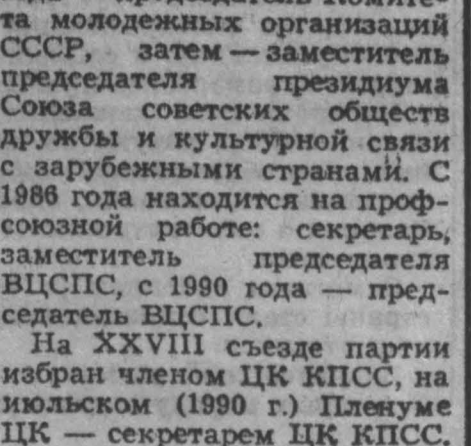 та молодежных организаций
СССР, затем — заместитель
председателя президиума
Союза советских обществ
дружбы и культурной связи
с зарубежными странами. С
1986 года находится на проф-
союзной работе: секретарь,
заместитель председателя
ВЦСПС, с 1990 года — пред-
седатель ВЦСПС.
На XXVIII съезде партии
избран членом ЦК КПСС, на
июльском (1990 г.) Пленуме
ЦК — секретарем ЦК КПСС.